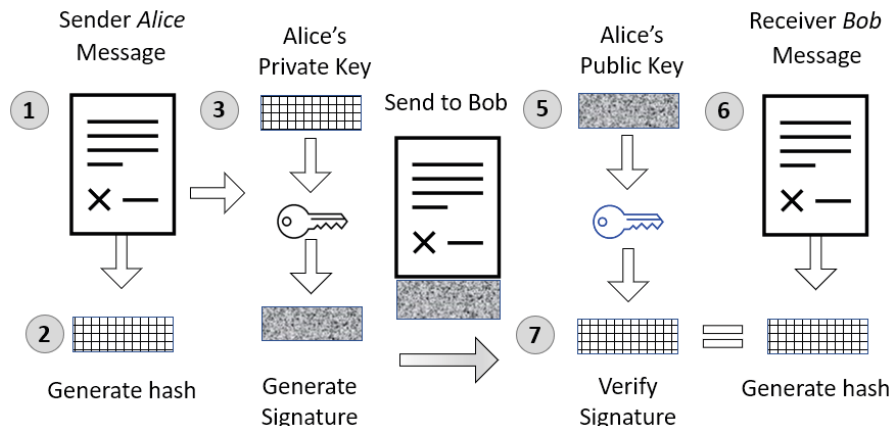 Sender Alice
Message
1
2
Generate hash
Alice's
Private Key
3
Generate
Signature
Send to Bob
Alice's
Public Key
5
7
Verify
Signature
Receiver Bob
Message
6
Generate hash